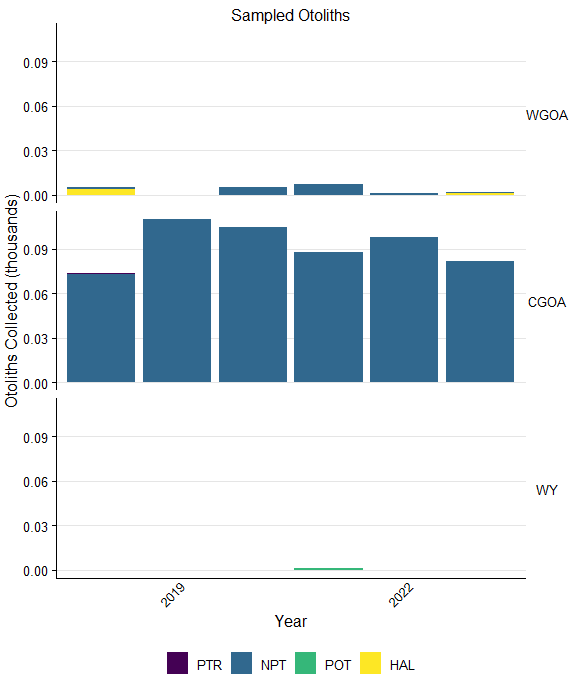 Sampled Otoliths
0.09
0.06
0.03
0.00
WGOA
Otoliths Collected (thousands)
0.09
0.06
0.03
0.00
CGOA
0.09
0.06
0.03
0.00
WY
2019
2022
Year
PTR NPT POT HAL